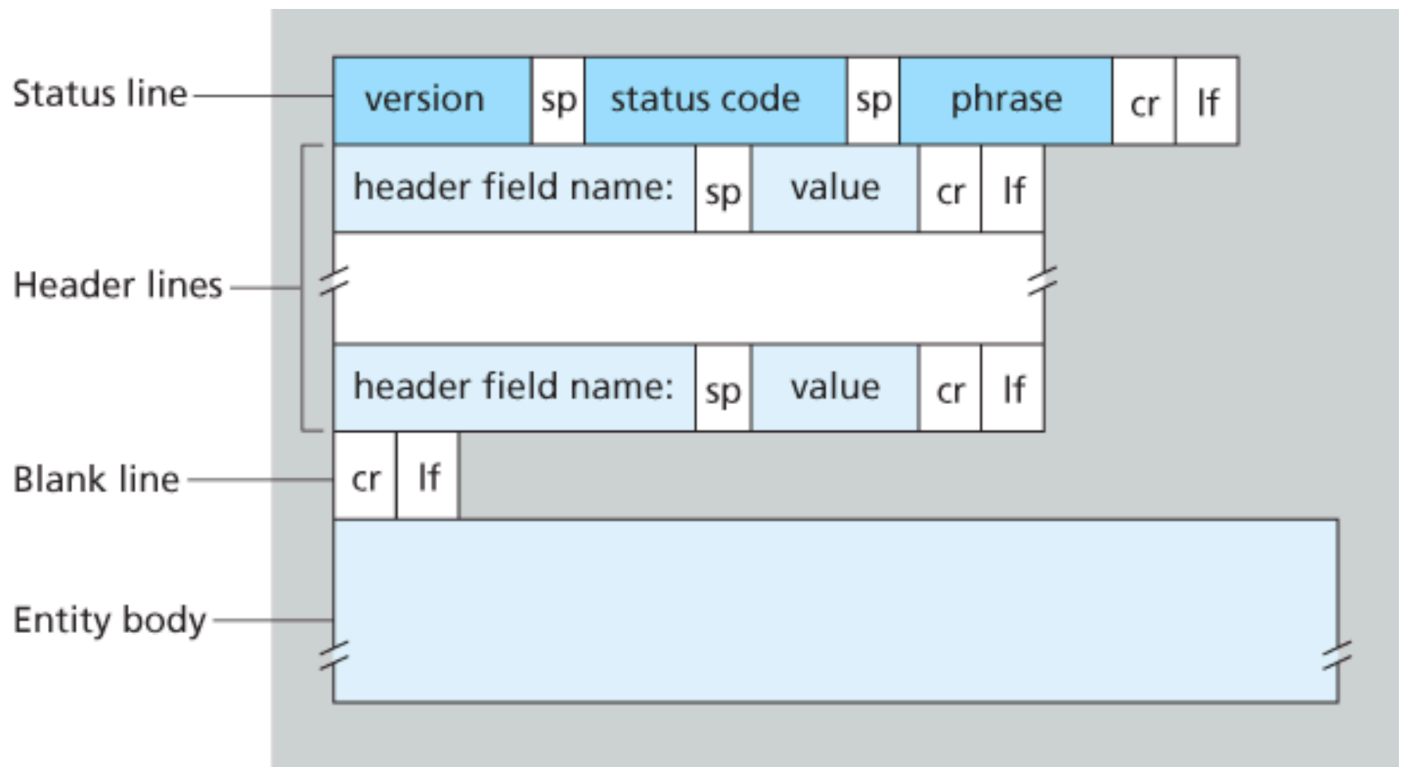 Status line version sp status code sp phrase cr lf
header field name: sp value cr lf
Header lines
header field name: sp value cr lf
Blank line cr lf
Entity body